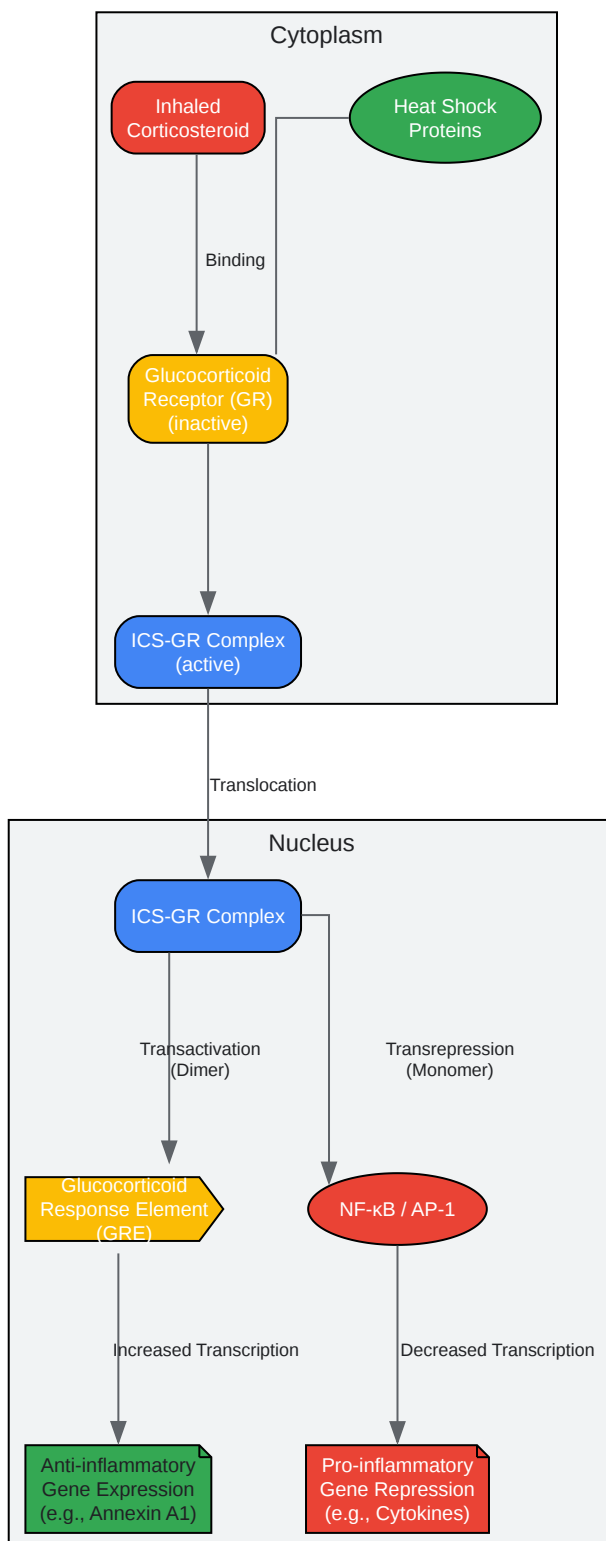 Cytoplasm
Inhaled
Corticosteroid
Heat Shock
Proteins
Binding
Glucocorticoid
Receptor (GR)
(inactive)
ICS-GR Complex
(active)
Translocation
Nucleus
ICS-GR Complex
Transactivation
(Dimer)
Transrepression
(Monomer)
Glucocorticoid
Response Element
(GRE)
NF-κB / AP-1
Increased Transcription
Decreased Transcription
Anti-inflammatory
Gene Expression
(e.g., Annexin A1)
Pro-inflammatory
Gene Repression
(e.g., Cytokines)